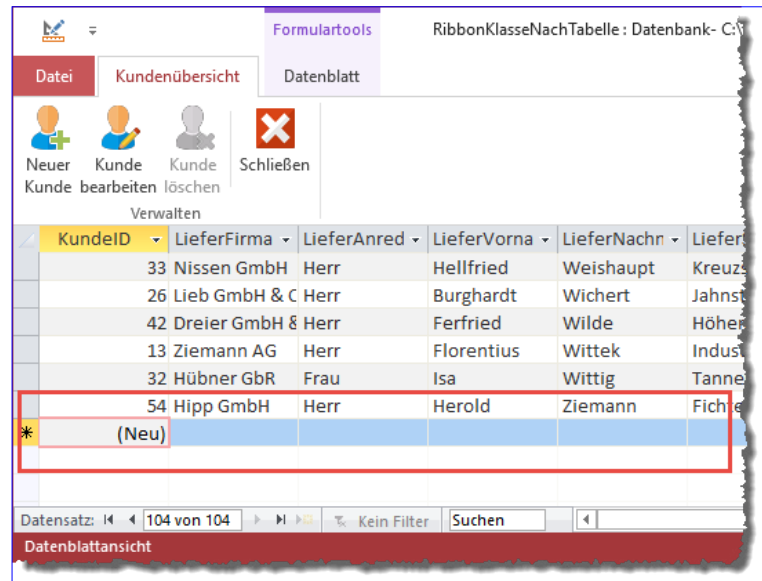 Formulartools RibbonKlasseNachTabelle : Datenbank- C:\
Datei Kundenübersicht Datenblatt
Neuer Kunde Kunde Schließen
Kunde bearbeiten löschen
Verwalten
KundeID LieferFirma LieferAnred LieferVorna LieferNachn Liefer
33 Nissen GmbH Herr Hellfried Weishaupt Kreuzs
26 Lieb GmbH & C Herr Burghardt Wichert Jahnst
42 Dreier GmbH & Herr Ferfried Wilde Höher
13 Ziemann AG Herr Florentius Wittek Indust
32 Hübner GbR Frau Isa Wittig Tanne
54 Hipp GmbH Herr Herold Ziemann Fichte
(Neu)
Datensatz: 104 von 104 Kein Filter Suchen
Datenblattansicht